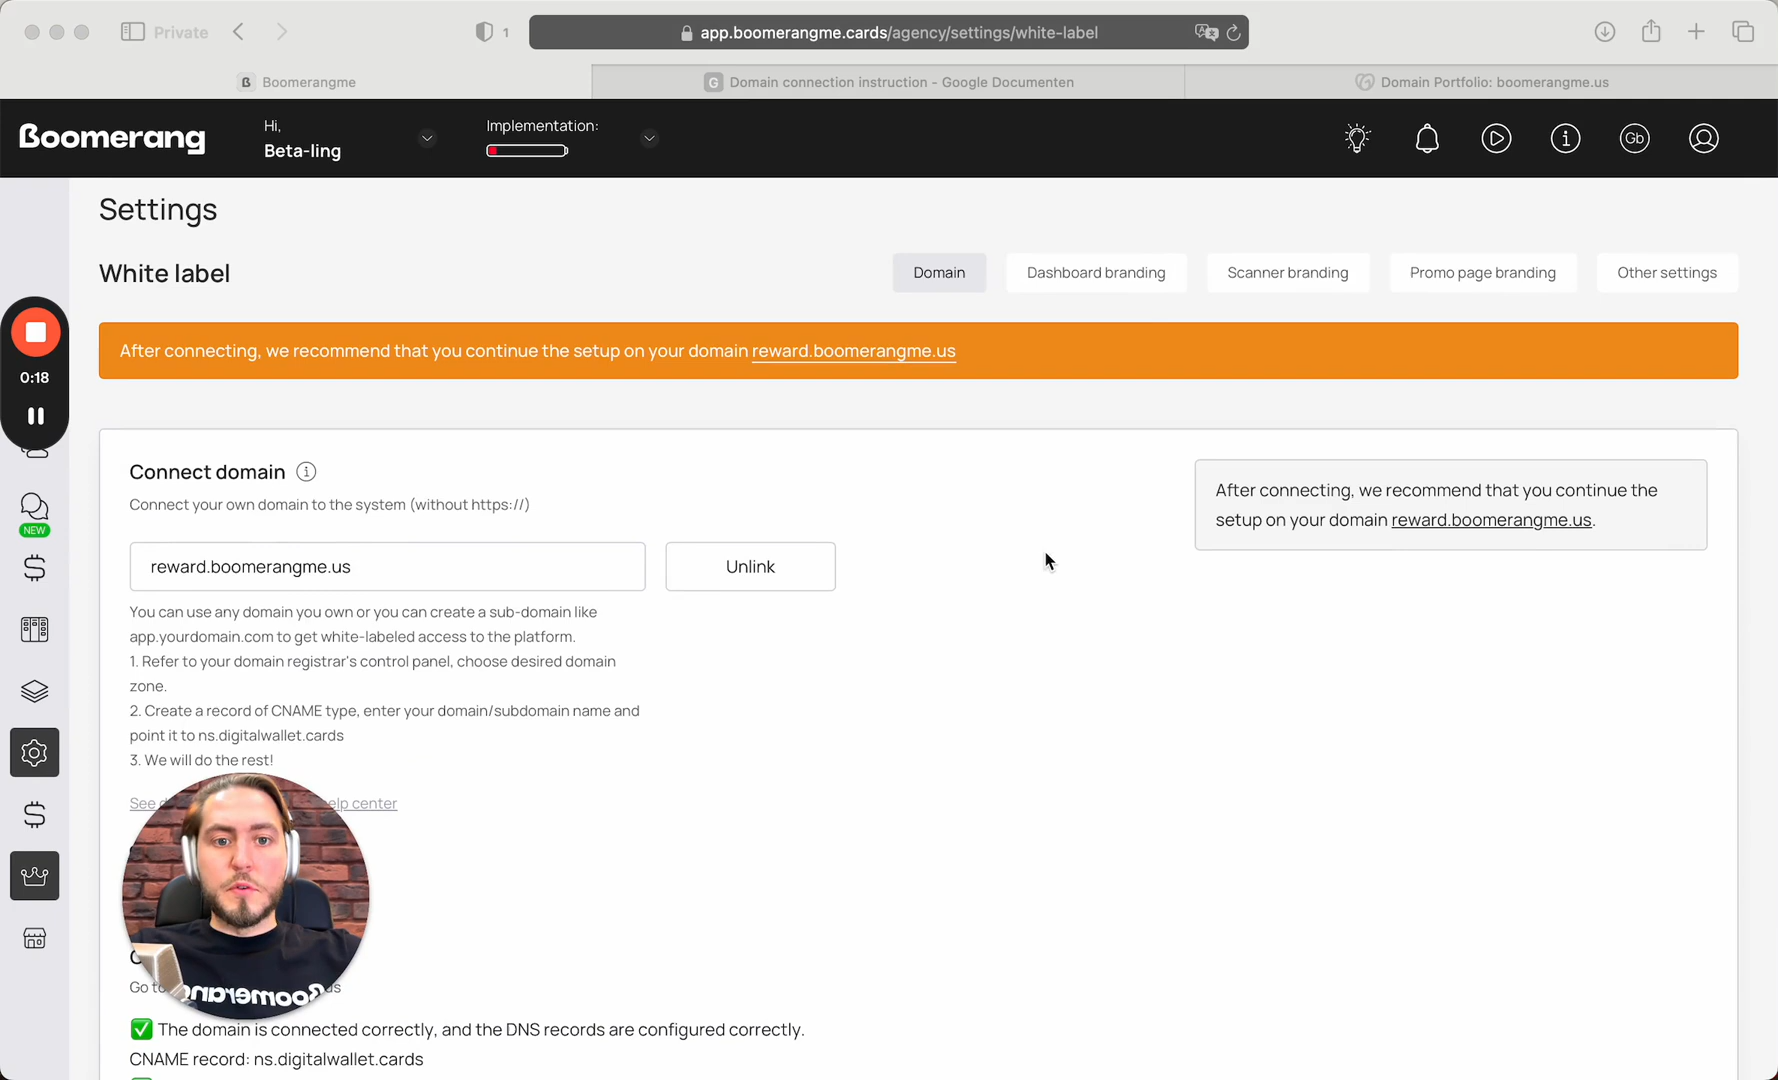 Private
1
app.boomerangme.cards/agency/settings/white-label
Boomerangme
Domain connection instruction - Google Documenten
Domain Portfolio: boomerangme.us
Boomerang
Hi,
Beta-ling
Implementation:
Gb
Settings
White label
Domain
Dashboard branding
Scanner branding
Promo page branding
Other settings
After connecting, we recommend that you continue the setup on your domain reward.boomerangme.us
0:18
NEW
Connect domain
Connect your own domain to the system (without https://)
reward.boomerangme.us
Unlink
After connecting, we recommend that you continue the
setup on your domain reward.boomerangme.us.
You can use any domain you own or you can create a sub-domain like
app.yourdomain.com to get white-labeled access to the platform.
1. Refer to your domain registrar's control panel, choose desired domain
zone.
2. Create a record of CNAME type, enter your domain/subdomain name and
point it to ns.digitalwallet.cards
3. We will do the rest!
See center
Go
Boomerang
✅ The domain is connected correctly, and the DNS records are configured correctly.
CNAME record: ns.digitalwallet.cards